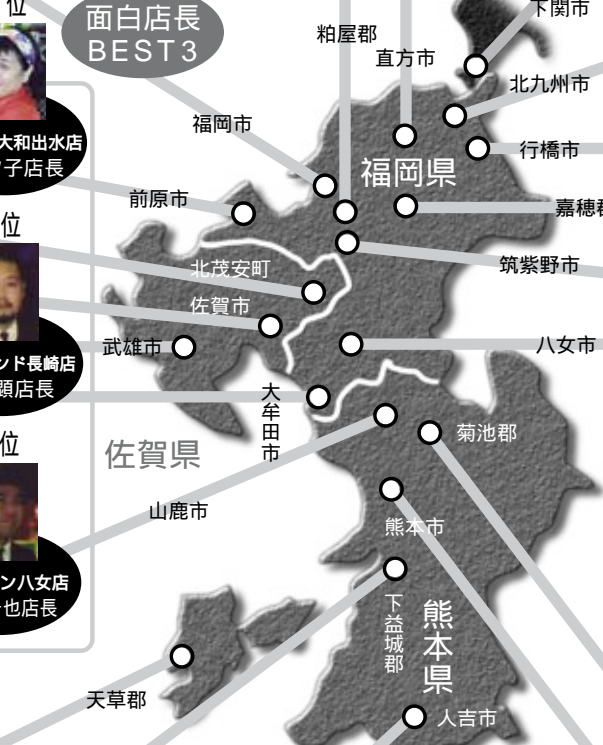 位
面白店長
BEST3
大和出水店
子店長
位
ンド長崎店
顕店長
位
ン八女店
也店長
下関市
粕屋郡
直方市
北九州市
福岡市
行橋市
福岡県
前原市
嘉穂郡
北茂安町
筑紫野市
佐賀市
武雄市
八女市
大牟田市
菊池郡
佐賀県
山鹿市
熊本市
下益城郡
熊本県
天草郡
人吉市